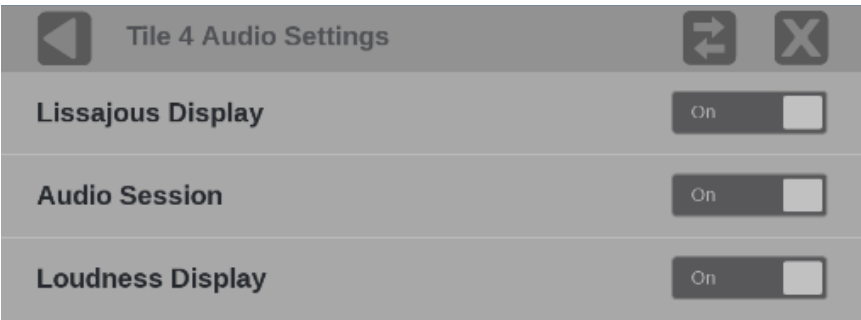 Tile 4 Audio Settings
Lissajous Display On
Audio Session On
Loudness Display On